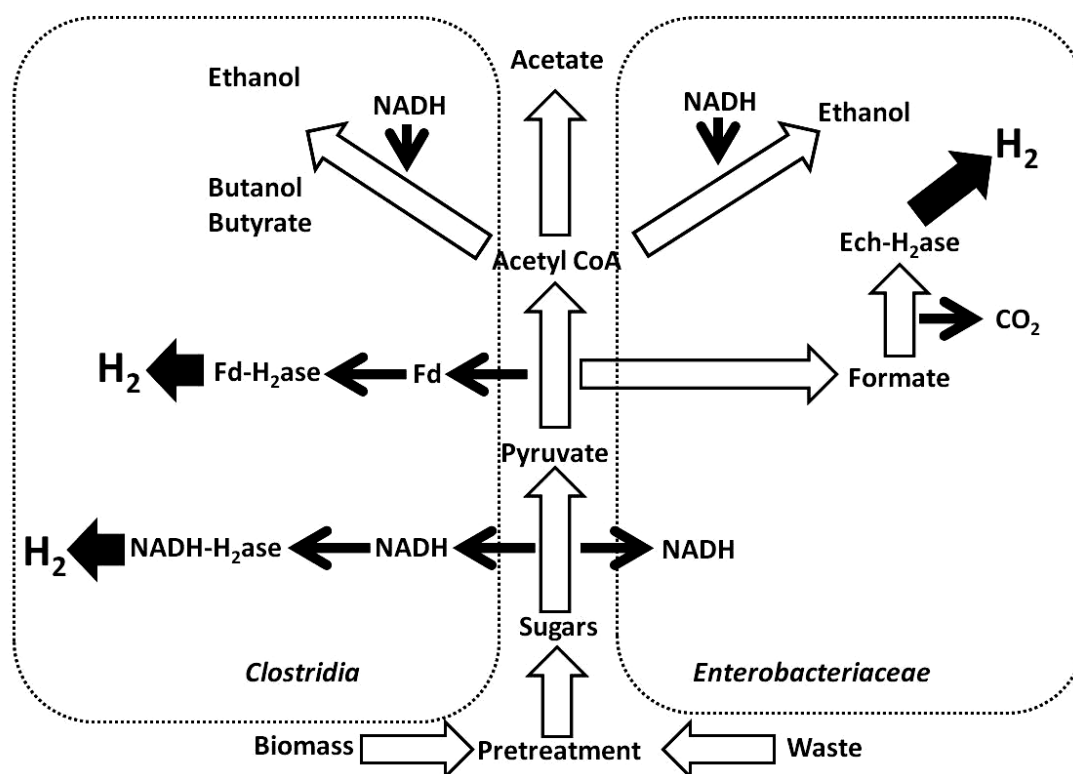 Acetate
Ethanol
NADH
NADH
Ethanol
H₂
Butanol
Butyrate
Ech-H₂ase
Acetyl CoA
CO₂
H₂
Fd-H₂ase
Fd
Formate
Pyruvate
H₂
NADH-H₂ase
NADH
NADH
Sugars
Clostridia
Enterobacteriaceae
Biomass
Pretreatment
Waste